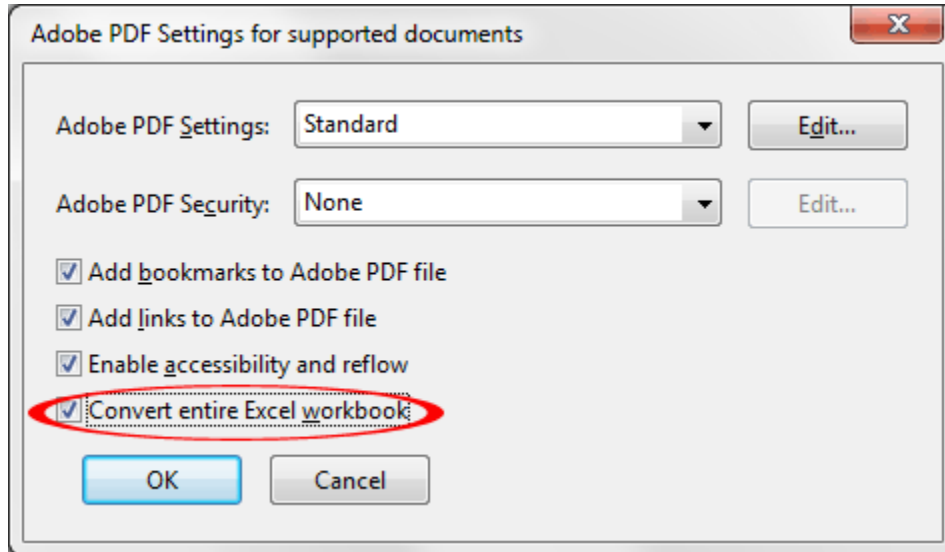 Adobe PDF Settings for supported documents
Adobe PDF Settings: Standard Edit...
Adobe PDF Security: None Edit...
Add bookmarks to Adobe PDF file
Add links to Adobe PDF file
Enable accessibility and reflow
Convert entire Excel workbook
OK Cancel